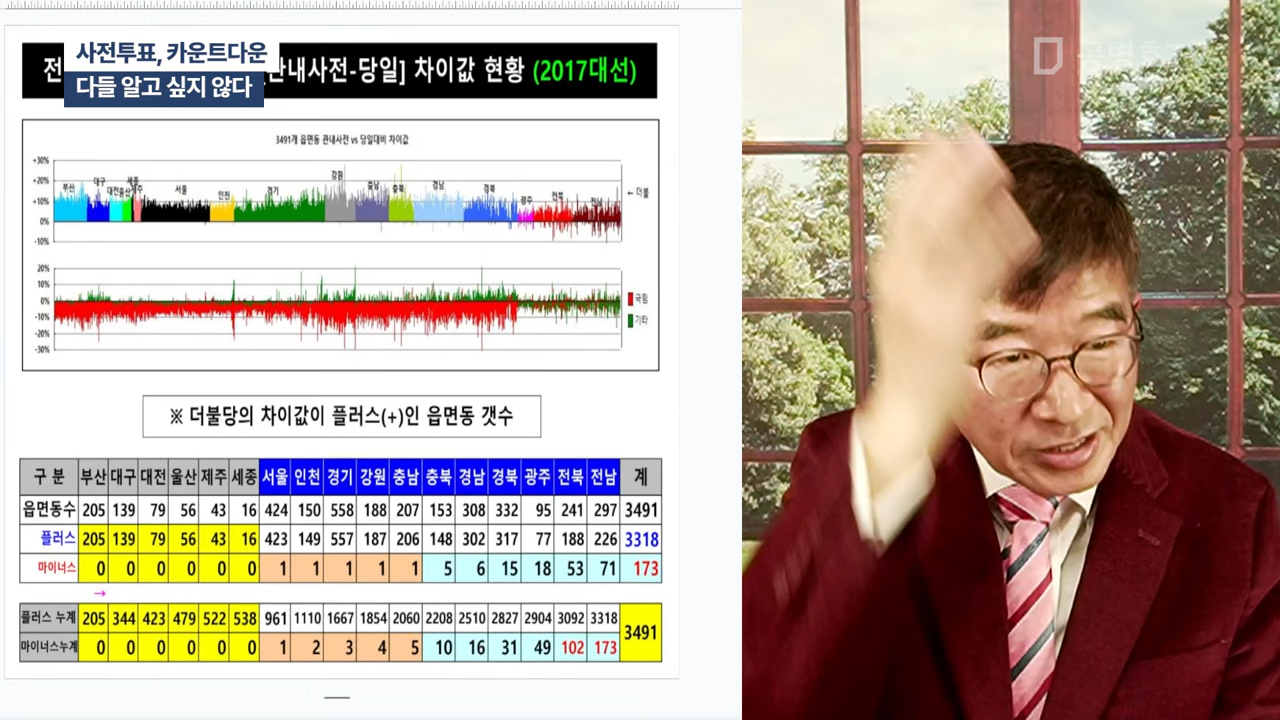 사전투표, 카운트다운
다들 알고 싶지 않다
전
관내사전-당일] 차이값 현황 (2017대선)
3491개 읍면동 관내사전 vs 당일대비 차이값
+30%
+20%
+10%
0%
-10%
부산
대구
대전
울산
세종
서울
인천
경기
강원
충남
충북
경남
경북
광주
전북
전남
← 더불
20%
10%
0%
-10%
-20%
-30%
국힘
기타
※ 더불당의 차이값이 플러스(+)인 읍면동 갯수
구 분 부산 대구 대전 울산 제주 세종 서울 인천 경기 강원 충남 충북 경남 경북 광주 전북 전남 계
읍면동수 205 139 79 56 43 16 424 150 558 188 207 153 308 332 95 241 297 3491
플러스 205 139 79 56 43 16 423 149 557 187 206 148 302 317 77 188 226 3318
마이너스 0 0 0 0 0 0 1 1 1 1 1 5 6 15 18 53 71 173
→
플러스 누계 205 344 423 479 522 538 961 1110 1667 1854 2060 2208 2510 2827 2904 3092 3318 3491
마이너스누계 0 0 0 0 0 0 1 2 3 4 5 10 16 31 49 102 173